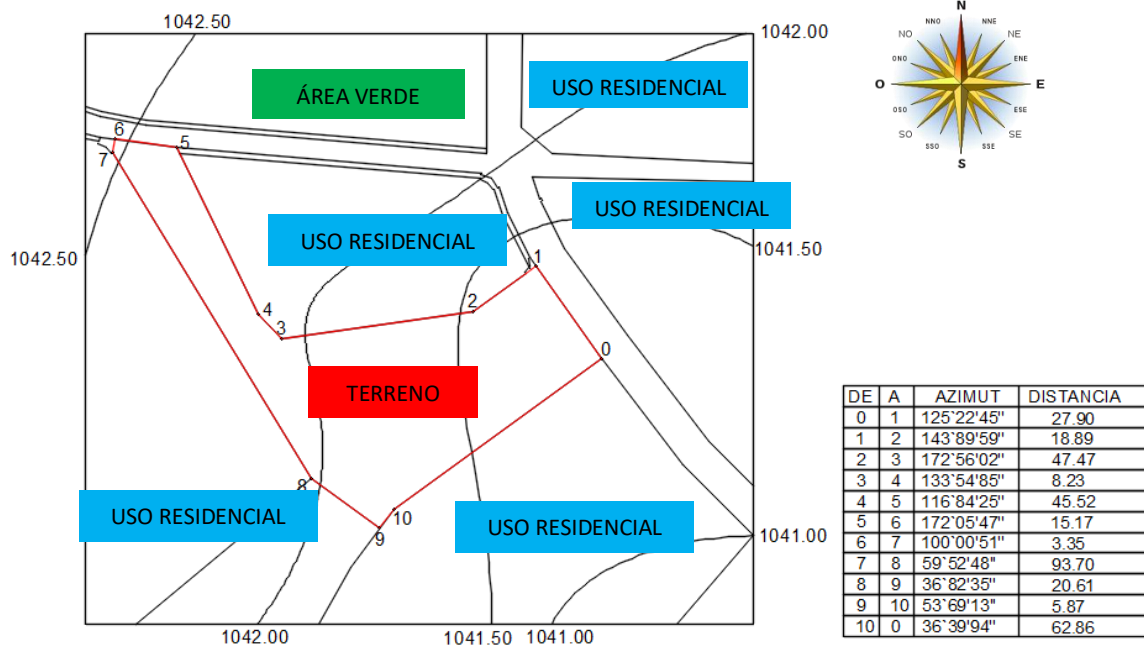 1042.50
1042.00
N
NNO
NNE
NO
NE
ONO
ENE
O
E
OSO
ESE
SO
SE
SSO
SSE
S
ÁREA VERDE
USO RESIDENCIAL
6
5
7
USO RESIDENCIAL
USO RESIDENCIAL
1042.50
1041.50
1
2
4
3
0
TERRENO
8
USO RESIDENCIAL
10
9
USO RESIDENCIAL
1041.00
1042.00
1041.50
1041.00
DE A AZIMUT DISTANCIA
0 1 125`22'45" 27.90
1 2 143`89'59" 18.89
2 3 172`56'02" 47.47
3 4 133`54'85" 8.23
4 5 116`84'25" 45.52
5 6 172`05'47" 15.17
6 7 100`00'51" 3.35
7 8 59`52'48" 93.70
8 9 36`82'35" 20.61
9 10 53`69'13" 5.87
10 0 36`39'94" 62.86